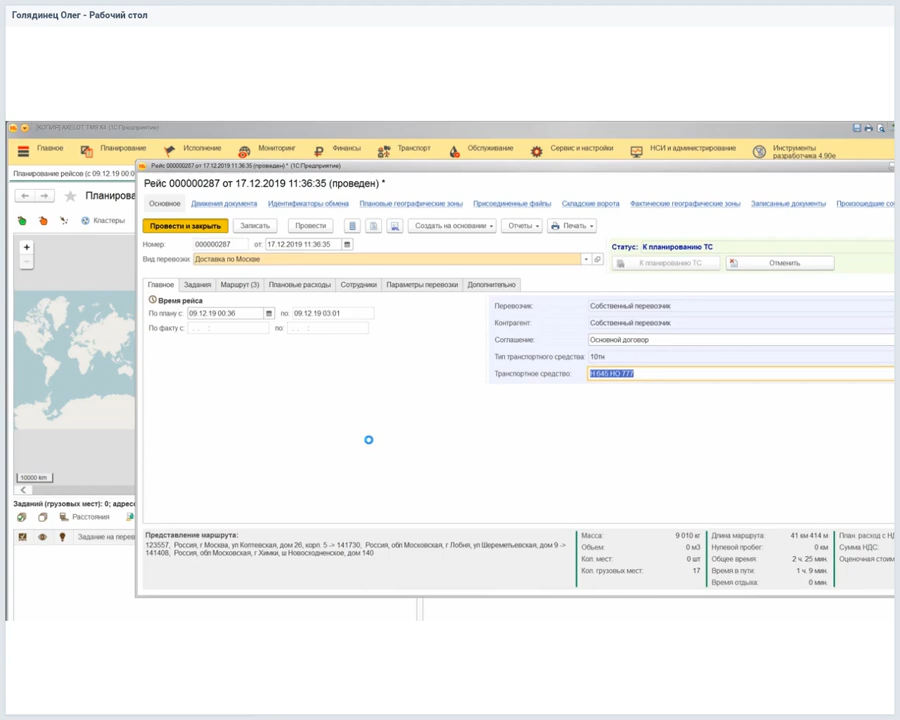 Голядинец Олег - Рабочий стол
[КОПИЯ] AXELOT TMS X4 (1С:Предприятие)
Главное Планирование Исполнение Мониторинг Финансы Транспорт Обслуживание Сервис и настройки НСИ и администрирование Инструменты разработчика 4.90e
Планирование рейсов (с 09.12.19 00:0
Планирова
Кластеры
+
−
10000 km
Заданий (грузовых мест): 0; адресо
Расстояния
Задание на перев
Рейс 000000287 от 17.12.2019 11:36:35 (проведен) * (1С:Предприятие)
Рейс 000000287 от 17.12.2019 11:36:35 (проведен) *
Основное Движения документа Идентификаторы обмена Плановые географические зоны Присоединенные файлы Складские ворота Фактические географические зоны Записанные документы Произошедшие со
Провести и закрыть Записать Провести Создать на основании Отчеты Печать
Номер: 000000287 от: 17.12.2019 11:36:35
Вид перевозки: Доставка по Москве
Статус: К планированию ТС
К планированию ТС Отменить
Главное Задания Маршрут (3) Плановые расходы Сотрудники Параметры перевозки Дополнительно
Время рейса
По плану с: 09.12.19 00:36 по: 09.12.19 03:01
По факту с: . . : по: . . :
Перевозчик: Собственный перевозчик
Контрагент: Собственный перевозчик
Соглашение: Основной договор
Тип транспортного средства: 10тн
Транспортное средство: Н 645 НО 777
Представление маршрута:
123557, Россия, г Москва, ул Коптевская, дом 26, корп. 5 -> 141730, Россия, обл Московская, г Лобня, ул Шереметьевская, дом 9 ->
141408, Россия, обл Московская, г Химки, ш Новосходненское, дом 140
Масса: 9 010 кг
Объем: 0 м3
Кол. мест: 0 шт
Кол. грузовых мест: 17
Длина маршрута: 41 км 414 м
Нулевой пробег: 0 км
Общее время: 2 ч. 25 мин.
Время в пути: 1 ч. 9 мин.
Время отдыха: 0 мин.
План. расход с НД
Сумма НДС:
Оценочная стоим